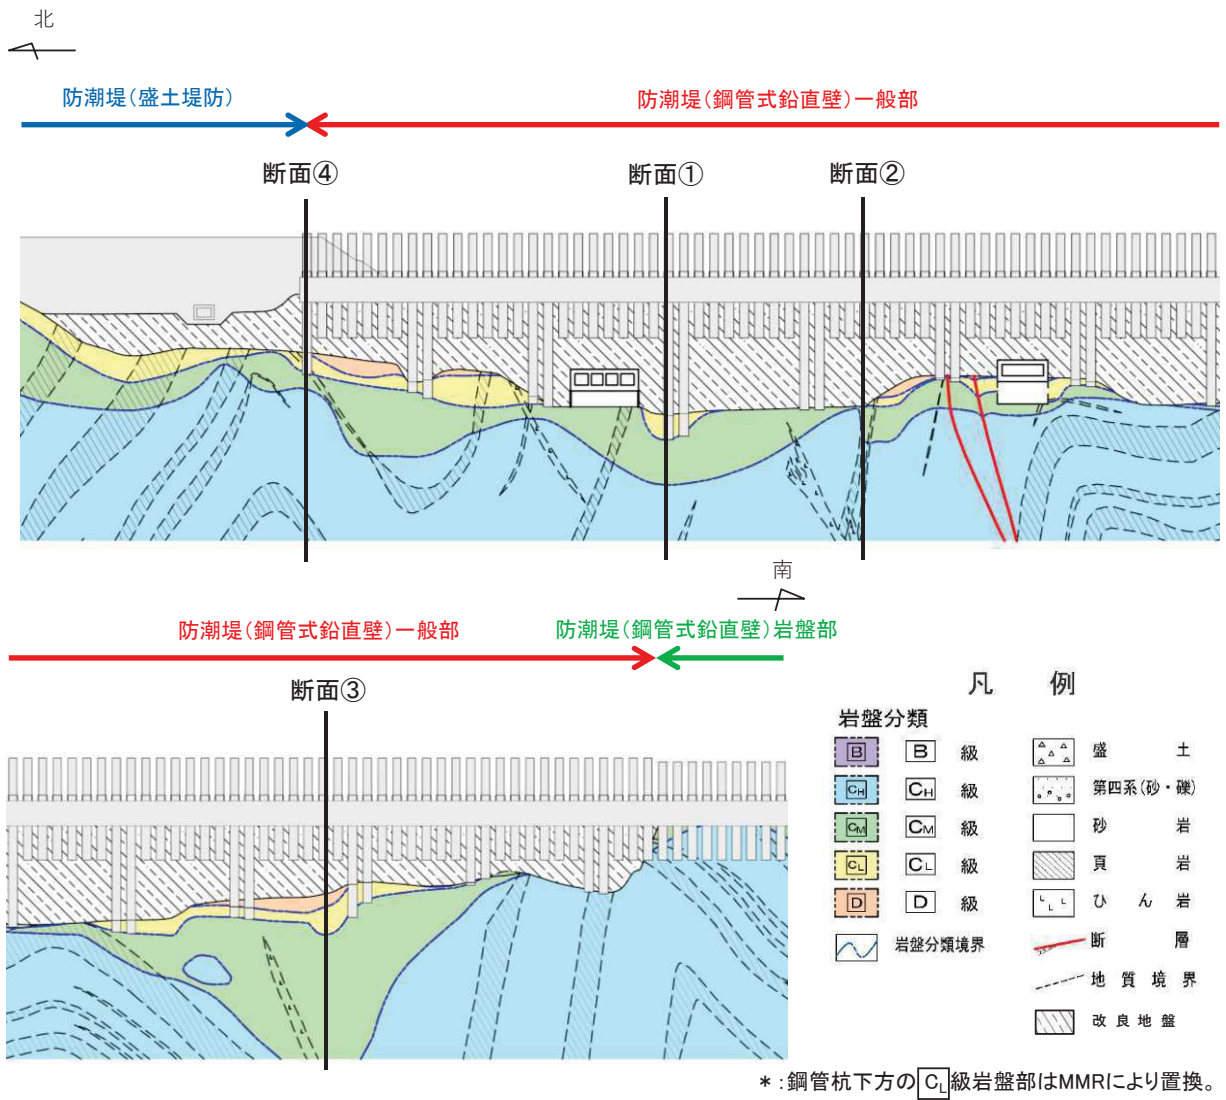 北
防潮堤(盛土堤防)
防潮堤(鋼管式鉛直壁)一般部
断面④
断面①
断面②
南
防潮堤(鋼管式鉛直壁)一般部
防潮堤(鋼管式鉛直壁)岩盤部
断面③
凡 例
岩盤分類
B B 級
CH CH 級
CM CM 級
CL CL 級
D D 級
岩盤分類境界
盛 土
第四系(砂・礫)
砂 岩
頁 岩
ひ ん 岩
断 層
地 質 境 界
改 良 地 盤
*:鋼管杭下方のCL級岩盤部はMMRにより置換。